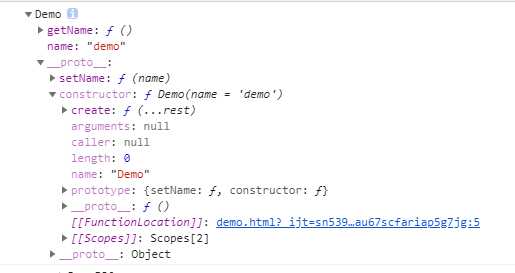 Demo i
getName: ƒ ()
name: "demo"
__proto__:
setName: ƒ (name)
constructor: ƒ Demo(name = 'demo')
create: ƒ (...rest)
arguments: null
caller: null
length: 0
name: "Demo"
prototype: {setName: ƒ, constructor: ƒ}
__proto__: ƒ ()
[[FunctionLocation]]: demo.html?_ijt=sn539…au67scfariap5g7jg:5
[[Scopes]]: Scopes[2]
__proto__: Object